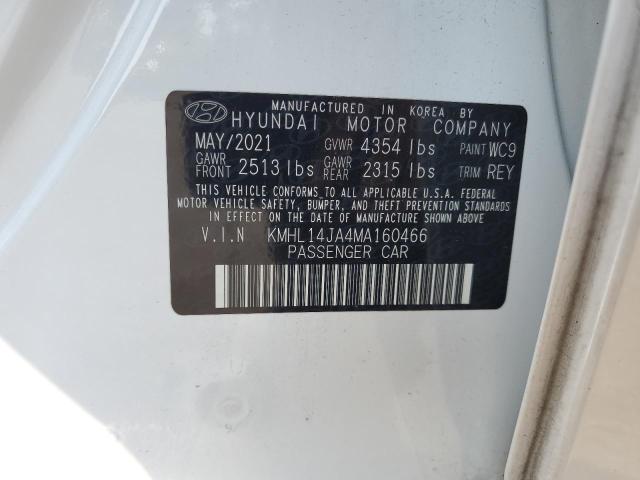 MANUFACTURED IN KOREA BY
HYUNDAI MOTOR COMPANY
MAY/2021 GVWR 4354 lbs PAINT WC9
GAWR FRONT 2513 lbs GAWR REAR 2315 lbs TRIM REY
THIS VEHICLE CONFORMS TO ALL APPLICABLE U.S.A. FEDERAL
MOTOR VEHICLE SAFETY, BUMPER, AND THEFT PREVENTION STANDARDS
IN EFFECT ON THE DATE OF MANUFACTURE SHOWN ABOVE
V.I.N KMHL14JA4MA160466
PASSENGER CAR